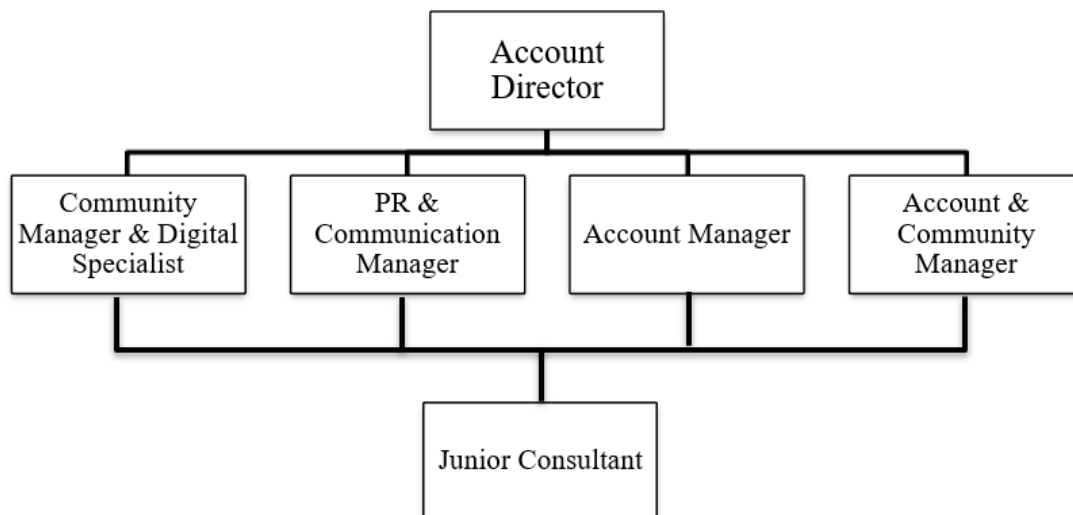 Account
Director
Community
Manager & Digital
Specialist
PR &
Communication
Manager
Account Manager
Account &
Community
Manager
Junior Consultant